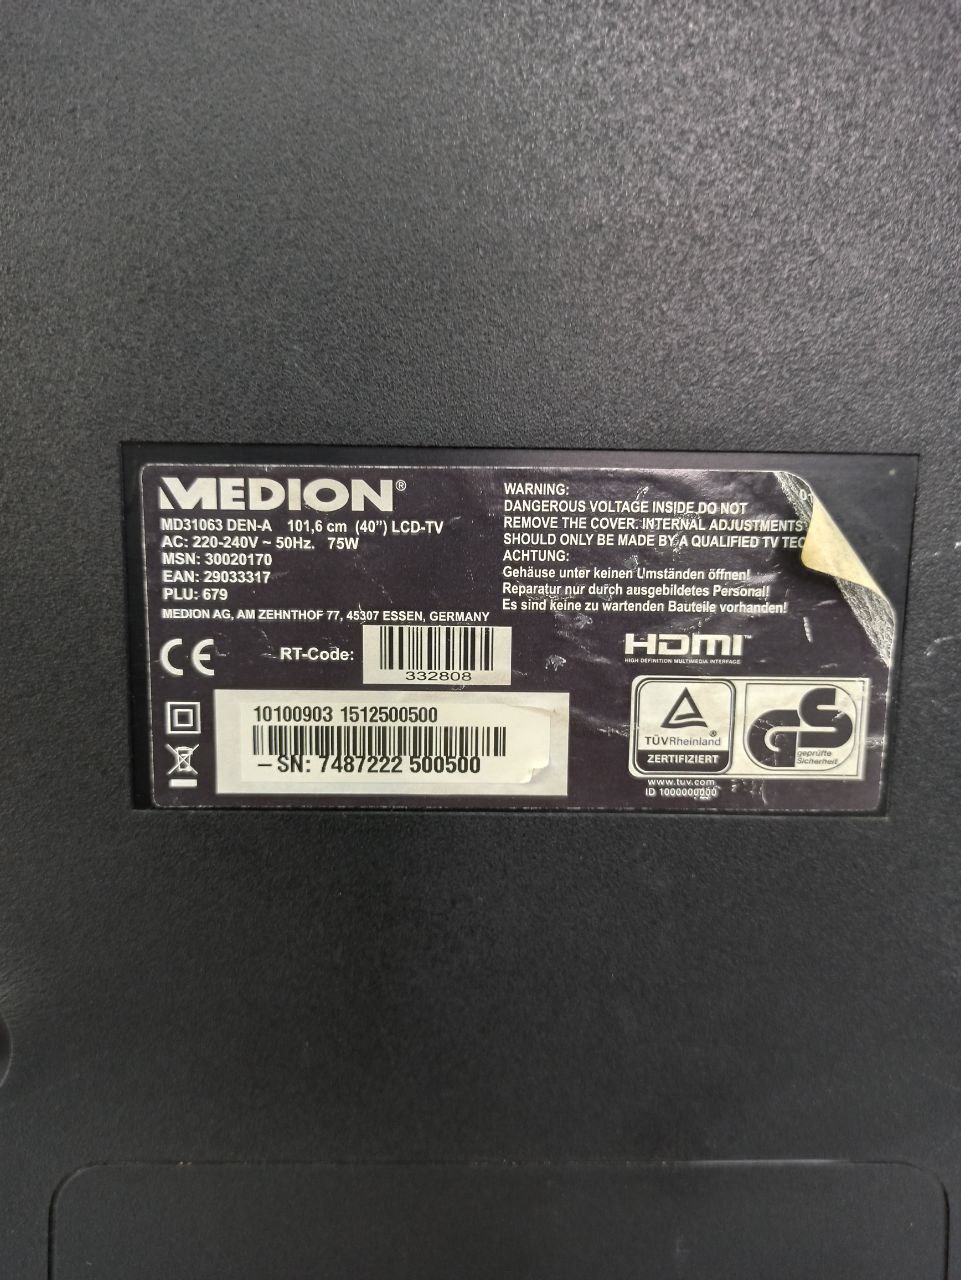 MEDION®
MD31063 DEN-A 101,6 cm (40") LCD-TV
AC: 220-240V ~ 50Hz. 75W
MSN: 30020170
EAN: 29033317
PLU: 679
MEDION AG, AM ZEHNTHOF 77, 45307 ESSEN, GERMANY
RT-Code:
332808
10100903 1512500500
–SN: 7487222 500500
WARNING:
DANGEROUS VOLTAGE INSIDE.DO NOT
REMOVE THE COVER. INTERNAL ADJUSTMENTS
SHOULD ONLY BE MADE BY A QUALIFIED TV
ACHTUNG:
Gehäuse unter keinen Umständen öffnen!
Reparatur nur durch ausgebildetes Personal!
Es sind keine zu wartenden Bauteile vorhanden!
HDMI™
HIGH DEFINITION MULTIMEDIA INTERFACE
CE
TÜVRheinland®
ZERTIFIZIERT
GS
geprüfte
Sicherheit
www.tuv.com
ID 1000000000